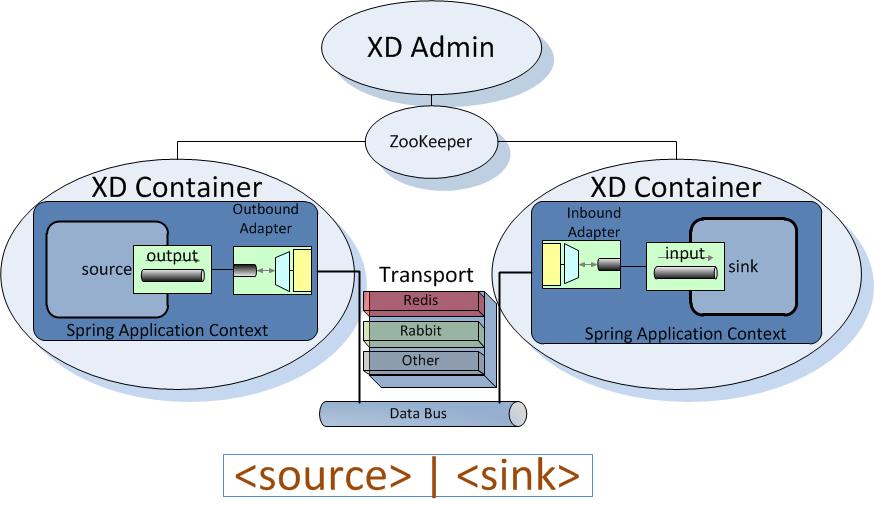 XD Admin
ZooKeeper
XD Container
Outbound
Adapter
source
output
Spring Application Context
Transport
Redis
Rabbit
Other
Data Bus
XD Container
Inbound
Adapter
input
sink
Spring Application Context
<source> | <sink>